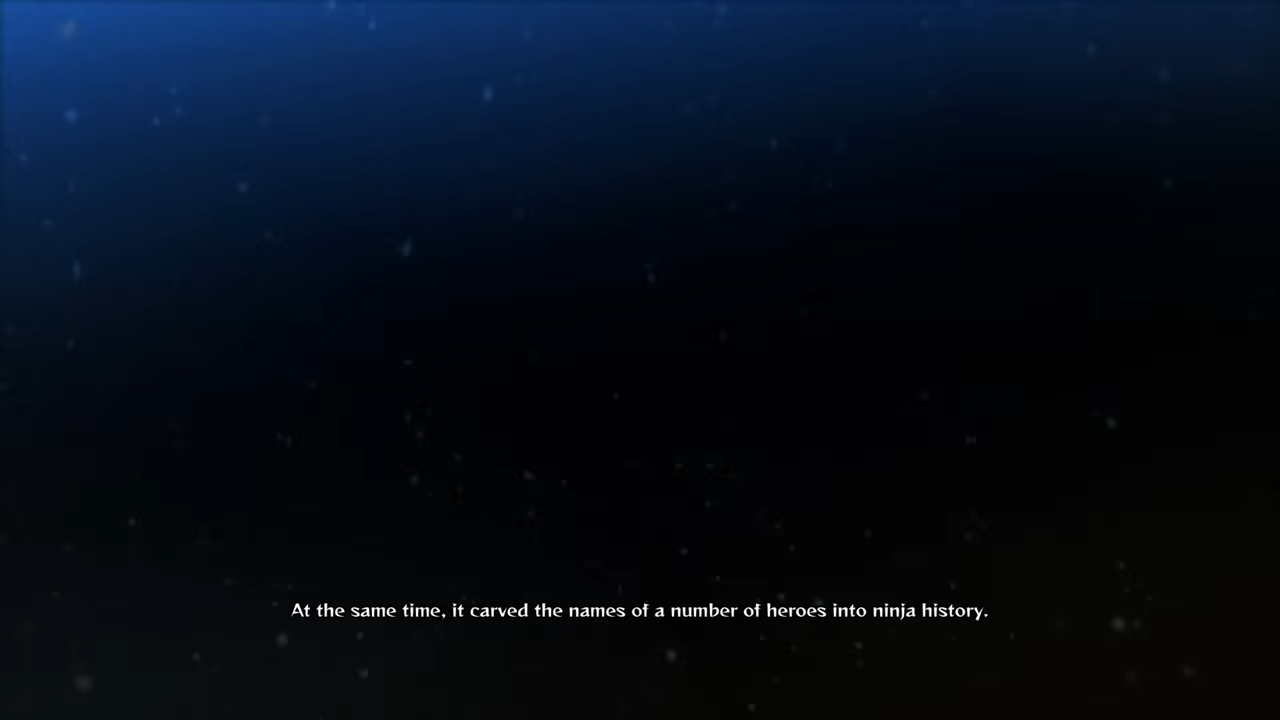 At the same time, it carved the names of a number of heroes into ninja history.